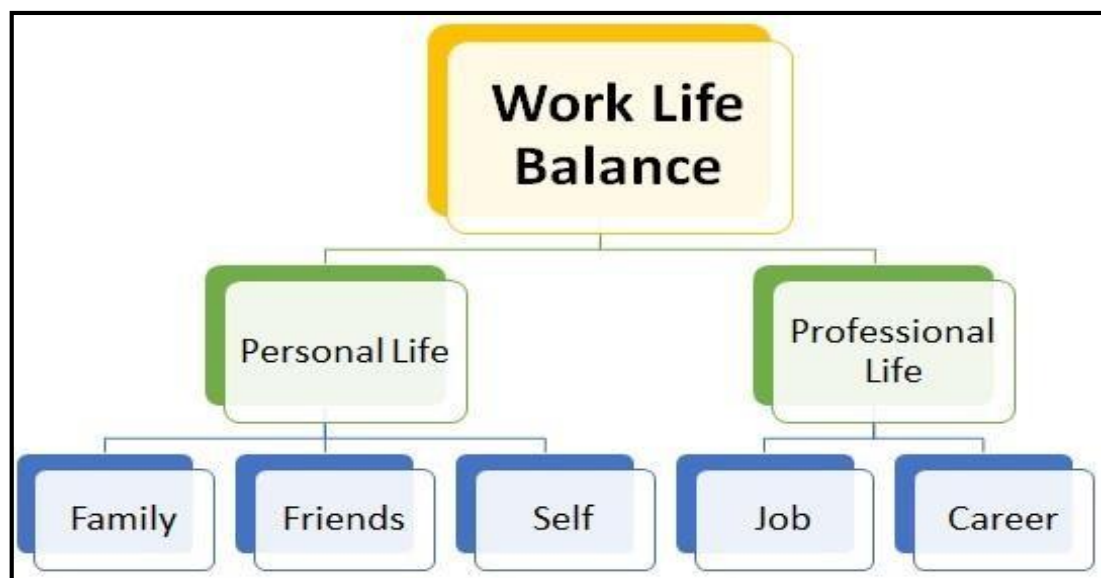 Work Life
Balance
Personal Life
Professional
Life
Family
Friends
Self
Job
Career